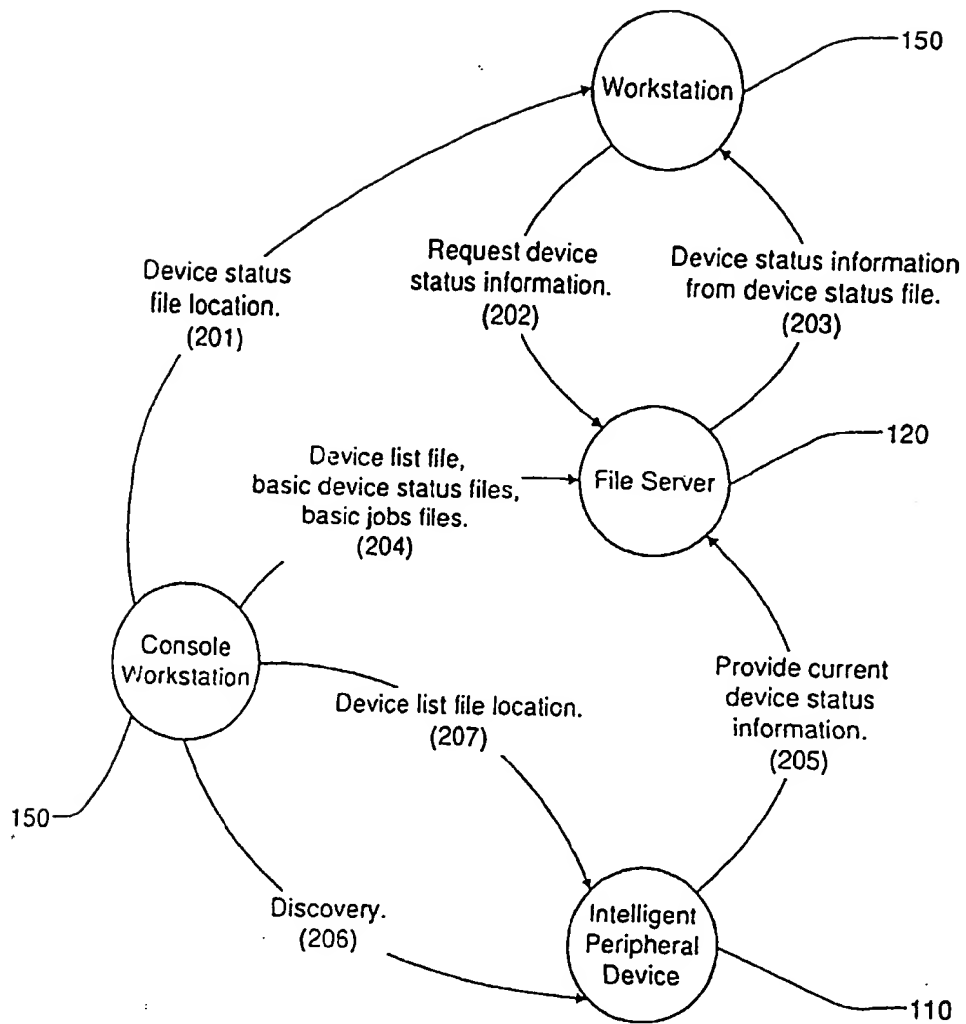 Workstation
150
Request device
status information.
(202)
Device status information
from device status file.
(203)
Device status
file location.
(201)
120
File Server
Device list file,
basic device status files,
basic jobs files.
(204)
Console
Workstation
Device list file location.
(207)
Provide current
device status
information.
(205)
150
Discovery.
(206)
Intelligent
Peripheral
Device
110